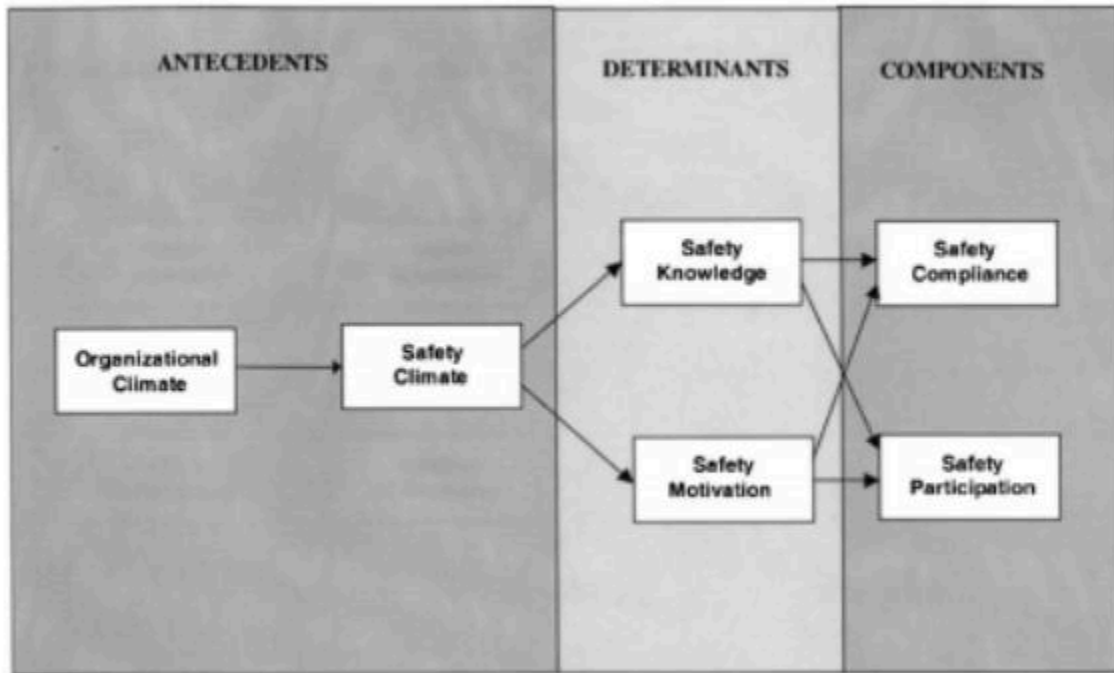 ANTECEDENTS
DETERMINANTS
COMPONENTS
Organizational
Climate
Safety
Climate
Safety
Knowledge
Safety
Motivation
Safety
Compliance
Safety
Participation